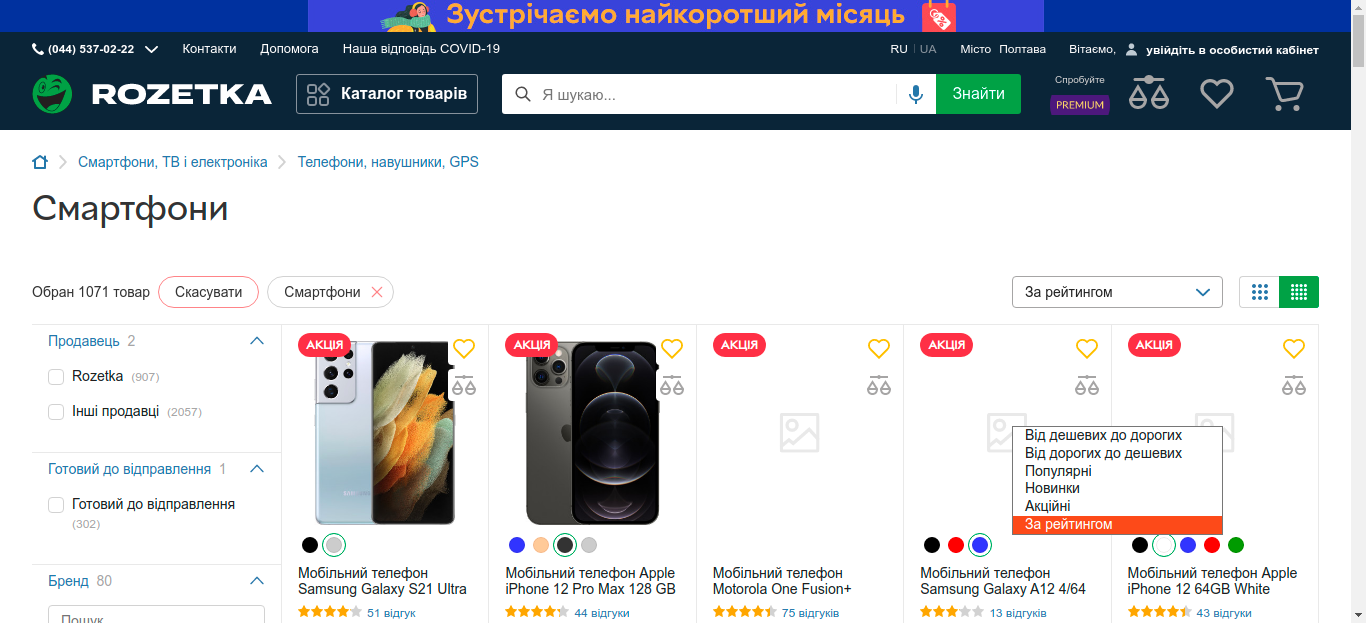 Зустрічаємо найкоротший місяць
(044) 537-02-22 Контакти Допомога Наша відповідь COVID-19 RU UA Місто Полтава Вітаємо, увійдіть в особистий кабінет
ROZETKA Каталог товарів Я шукаю... Знайти Спробуйте
PREMIUM
Смартфони, ТВ і електроніка Телефони, навушники, GPS
Смартфони
Обран 1071 товар Скасувати Смартфони За рейтингом
Продавець 2
Rozetka (907)
Інші продавці (2057)
Готовий до відправлення 1
Готовий до відправлення
(302)
Бренд 80
Пошук
АКЦІЯ
Мобільний телефон
Samsung Galaxy S21 Ultra
51 відгук
АКЦІЯ
Мобільний телефон Apple
iPhone 12 Pro Max 128 GB
44 відгуки
АКЦІЯ
Мобільний телефон
Motorola One Fusion+
75 відгуків
АКЦІЯ
Мобільний телефон
Samsung Galaxy A12 4/64
13 відгуків
АКЦІЯ
Мобільний телефон Apple
iPhone 12 64GB White
43 відгуки
Від дешевих до дорогих
Від дорогих до дешевих
Популярні
Новинки
Акційні
За рейтингом